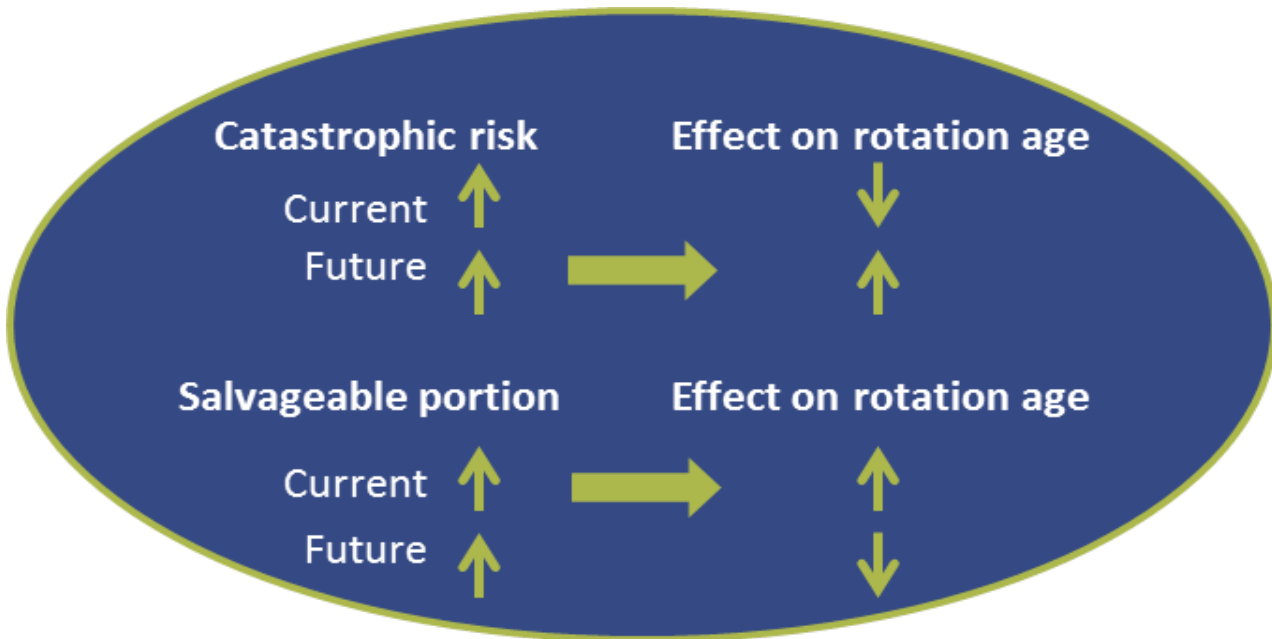 Catastrophic risk
Effect on rotation age
Current
Future
Salvageable portion
Effect on rotation age
Current
Future